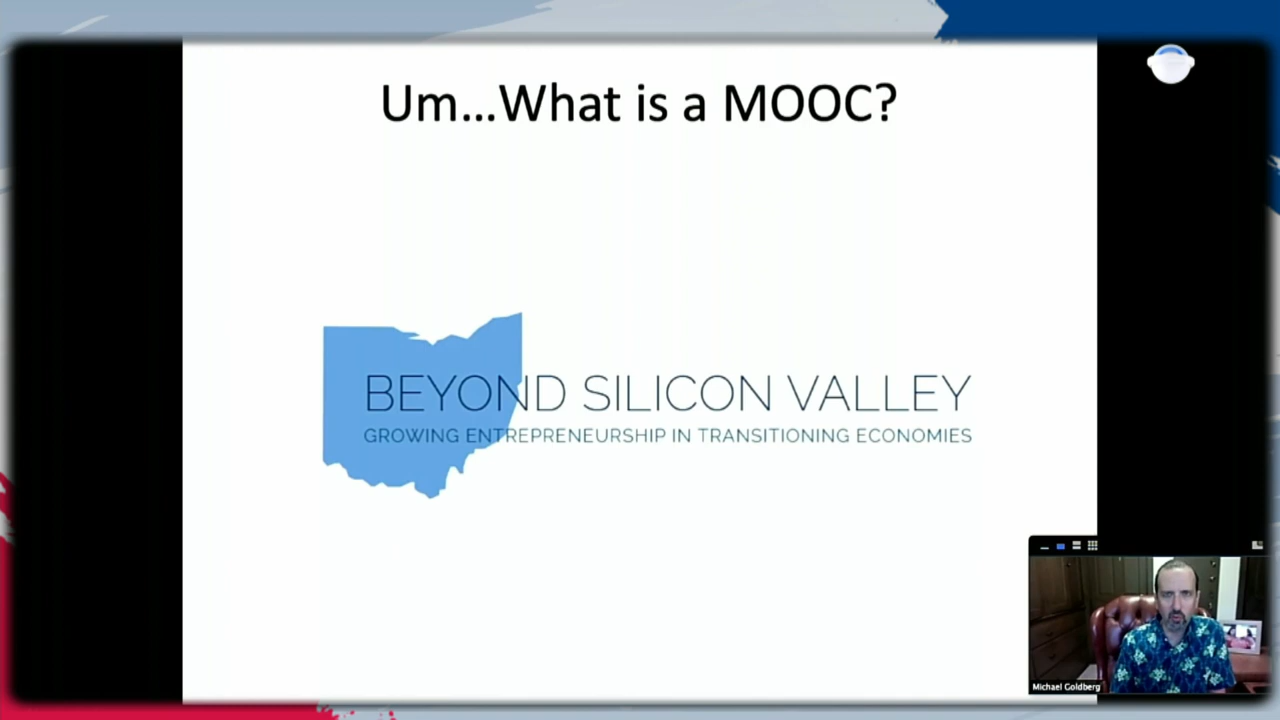 Um...What is a MOOC?
BEYOND SILICON VALLEY
GROWING ENTREPRENEURSHIP IN TRANSITIONING ECONOMIES
Michael Goldberg